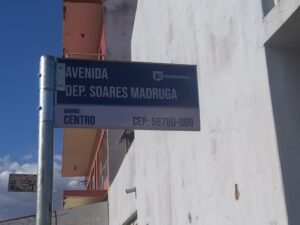 AVENIDA
DEP. SOARES MADRUGA
BAIRRO
CENTRO
CEP: 58780-000